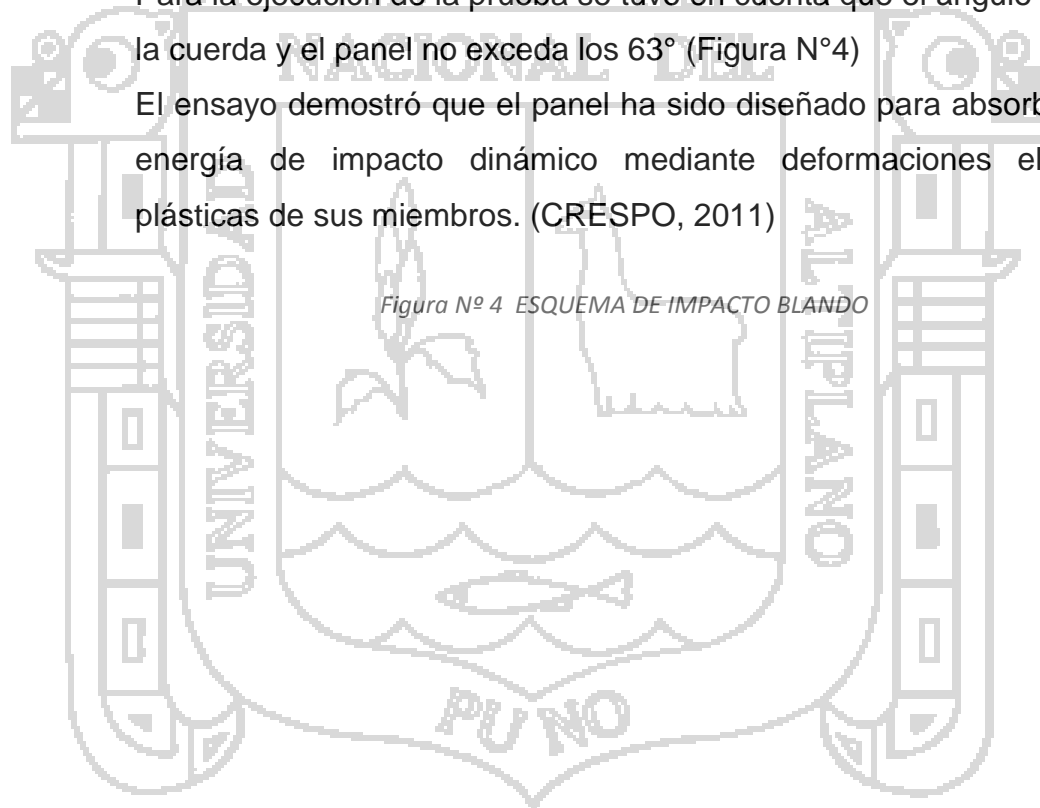 la cuerda y el panel no exceda los 63° (Figura N°4)
El ensayo demostró que el panel ha sido diseñado para absorb
energía de impacto dinámico mediante deformaciones el
plásticas de sus miembros. (CRESPO, 2011)
Figura Nº 4 ESQUEMA DE IMPACTO BLANDO
UNIVERSIDAD
NACIONAL DEL
ALTIPLANO
PUNO